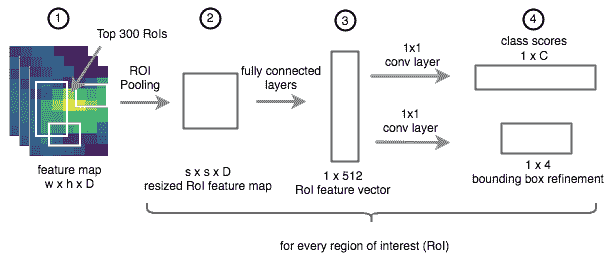 1
2
3
4
Top 300 RoIs
ROI
Pooling
fully connected
layers
1x1
conv layer
1x1
conv layer
class scores
1 x C
feature map
w x h x D
s x s x D
resized RoI feature map
1 x 512
RoI feature vector
1 x 4
bounding box refinement
for every region of interest (RoI)